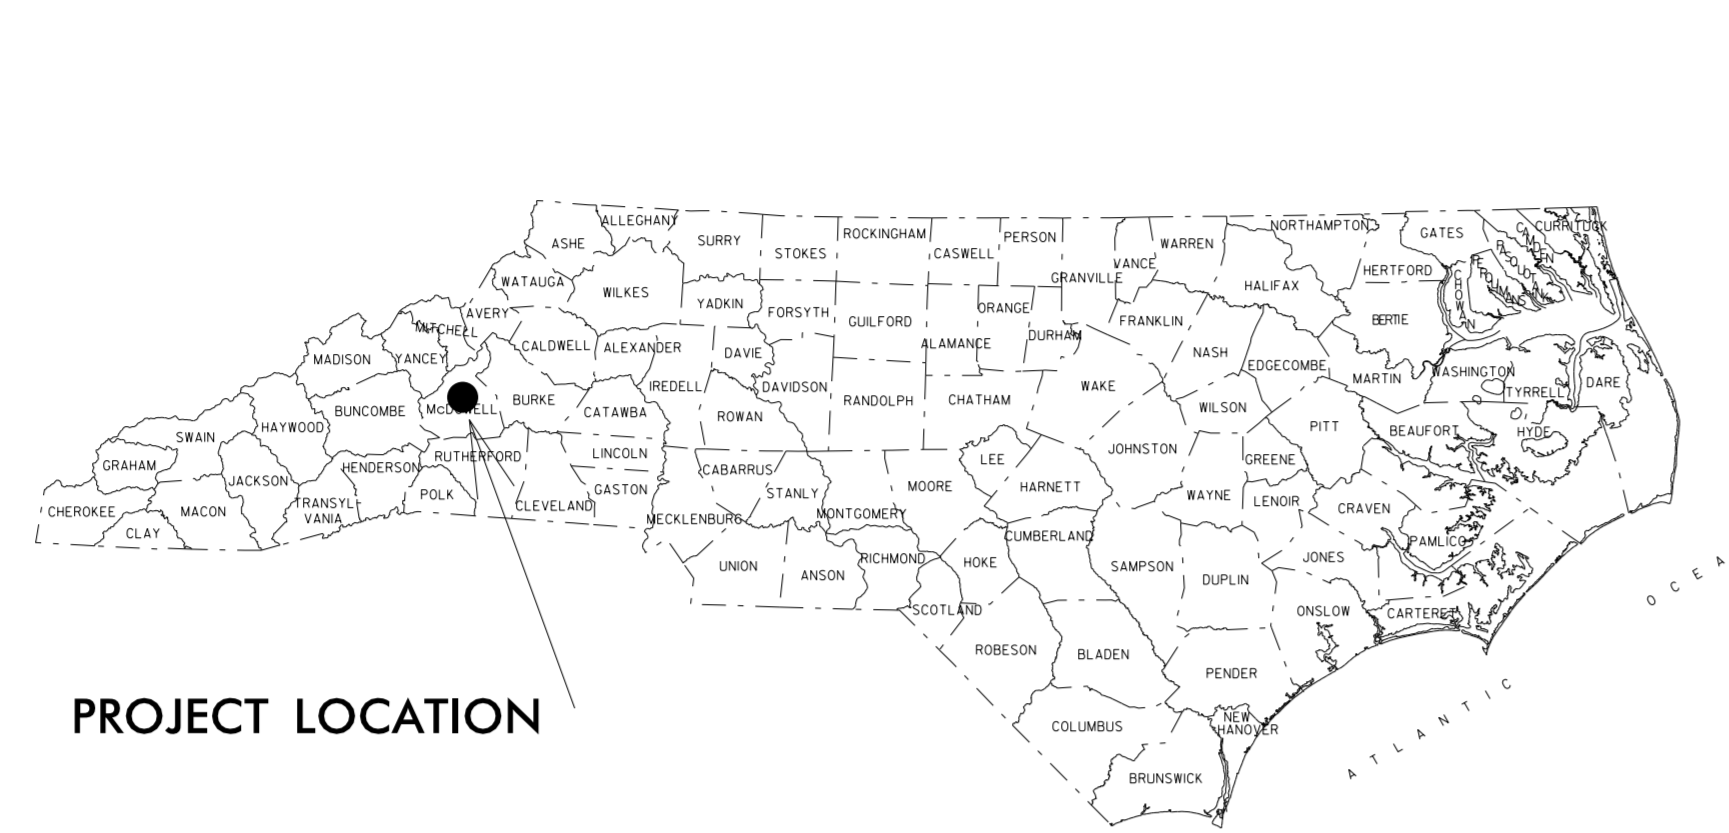 ALLEGHANY
ASHE
SURRY
STOKES
ROCKINGHAM
CASWELL
PERSON
GRANVILLE
VANCE
WARREN
NORTHAMPTON
GATES
CURRITUCK
CAMDEN
PASQUOTANK
PERQUIMANS
CHOWAN
HERTFORD
HALIFAX
WATAUGA
WILKES
YADKIN
FORSYTH
GUILFORD
ORANGE
ALAMANCE
DURHAM
FRANKLIN
BERTIE
AVERY
MITCHELL
CALDWELL
ALEXANDER
DAVIE
NASH
EDGECOMBE
MADISON
YANCEY
IREDELL
DAVIDSON
RANDOLPH
CHATHAM
WAKE
MARTIN
WASHINGTON
TYRRELL
DARE
BUNCOMBE
McDOWELL
BURKE
CATAWBA
ROWAN
WILSON
PITT
BEAUFORT
HYDE
HAYWOOD
SWAIN
GRAHAM
JACKSON
HENDERSON
RUTHERFORD
LINCOLN
CABARRUS
LEE
JOHNSTON
GREENE
CHEROKEE
MACON
CLAY
TRANSYL-
VANIA
POLK
CLEVELAND
GASTON
MECKLENBURG
STANLY
MONTGOMERY
MOORE
HARNETT
WAYNE
LENOIR
CRAVEN
PAMLICO
UNION
ANSON
RICHMOND
HOKE
CUMBERLAND
SAMPSON
DUPLIN
JONES
SCOTLAND
ONSLOW
CARTERET
ROBESON
BLADEN
PENDER
COLUMBUS
NEW
HANOVER
BRUNSWICK
ATLANTIC
OCEA
PROJECT LOCATION